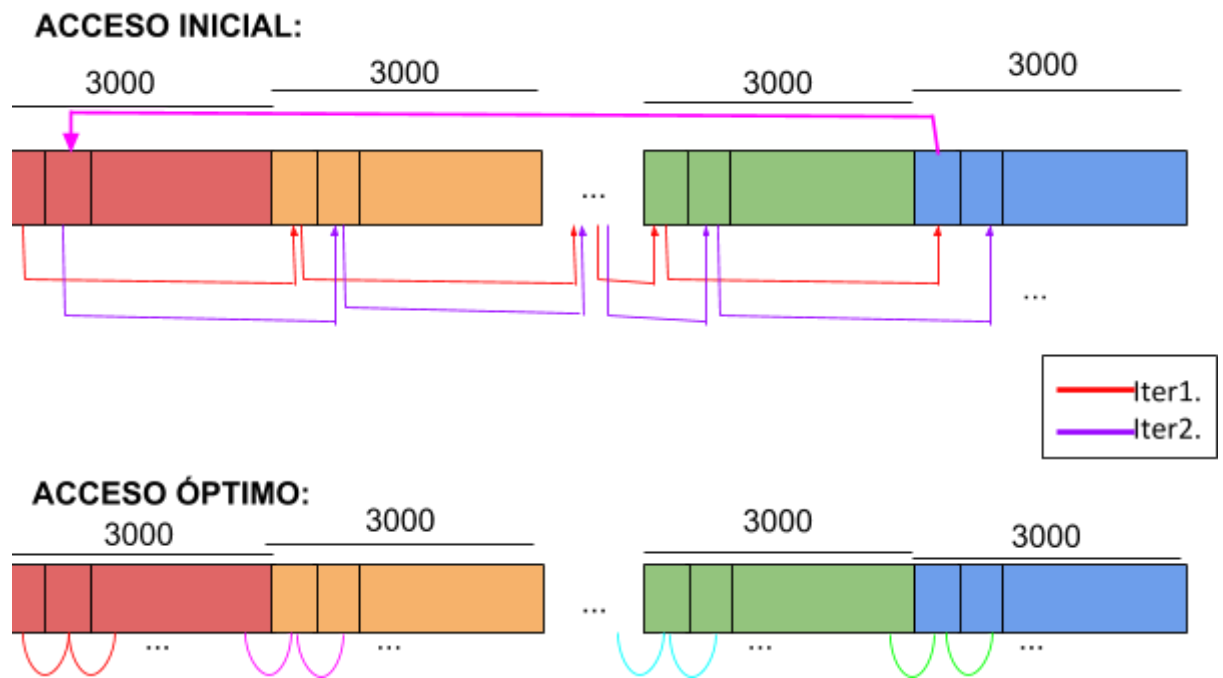 ACCESO INICIAL:
3000 3000 3000 3000
...
...
Iter1.
Iter2.
ACCESO ÓPTIMO:
3000 3000 3000 3000
...
... ... ... ...